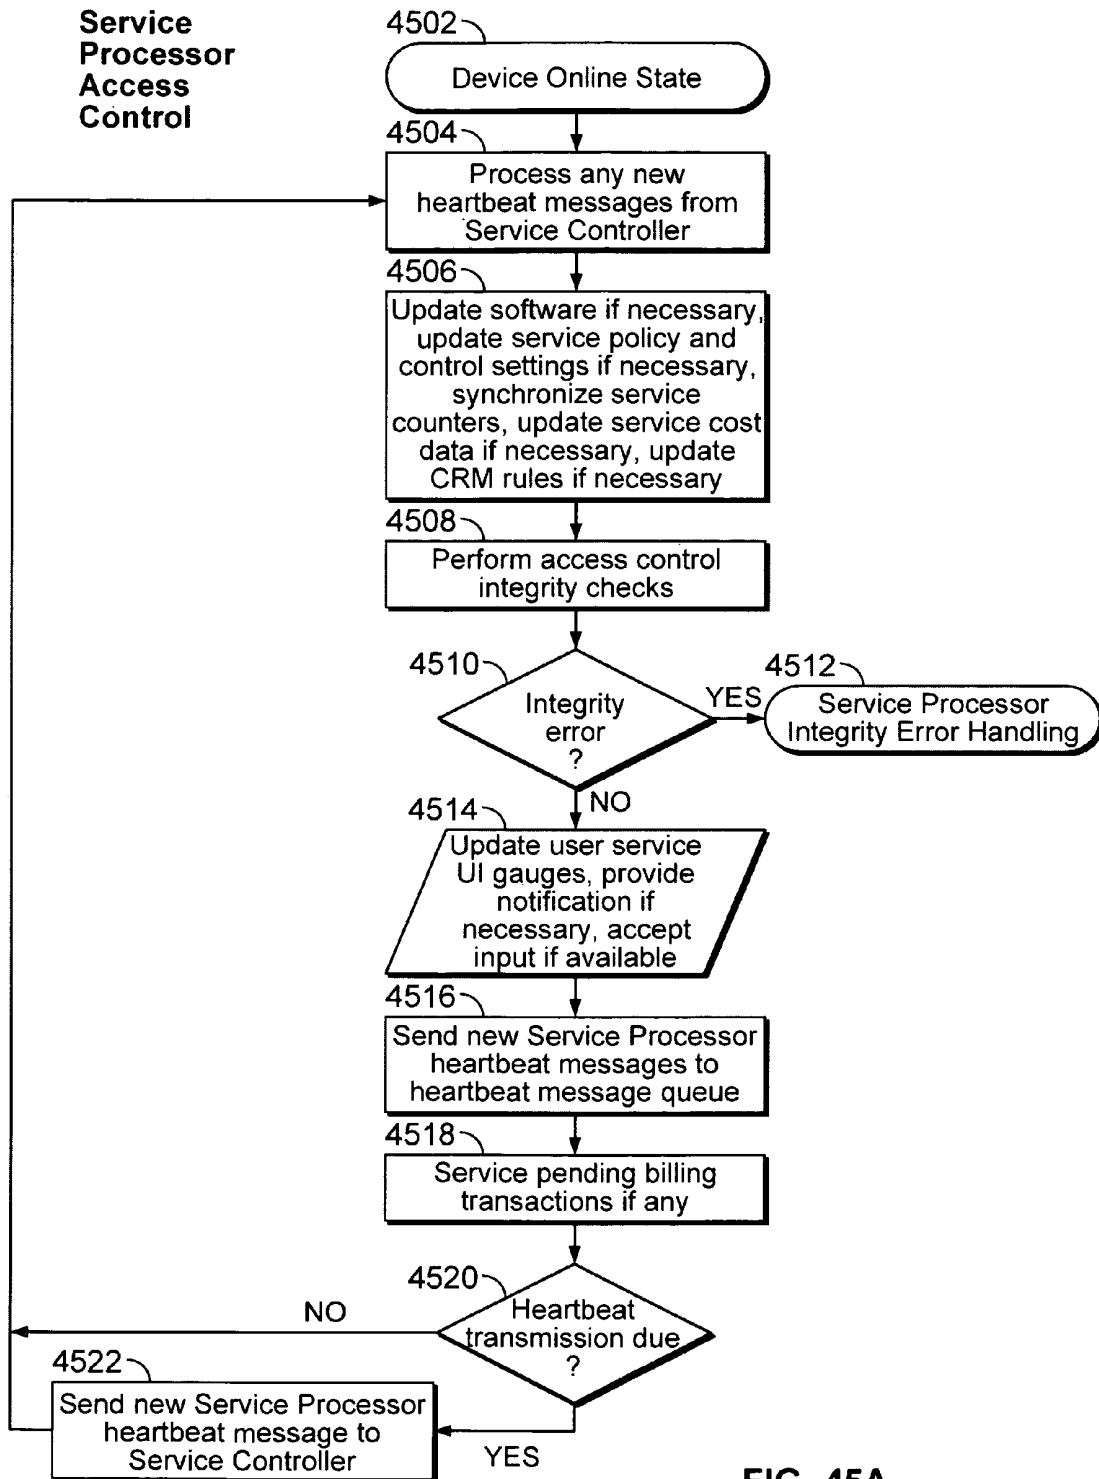 Service
Processor
Access
Control
4502
Device Online State
4504
Process any new
heartbeat messages from
Service Controller
4506
Update software if necessary,
update service policy and
control settings if necessary,
synchronize service
counters, update service cost
data if necessary, update
CRM rules if necessary
4508
Perform access control
integrity checks
4510
Integrity
error
?
YES
4512
Service Processor
Integrity Error Handling
NO
4514
Update user service
UI gauges, provide
notification if
necessary, accept
input if available
4516
Send new Service Processor
heartbeat messages to
heartbeat message queue
4518
Service pending billing
transactions if any
4520
Heartbeat
transmission due
?
NO
4522
Send new Service Processor
heartbeat message to
Service Controller
YES
FIG. 45A